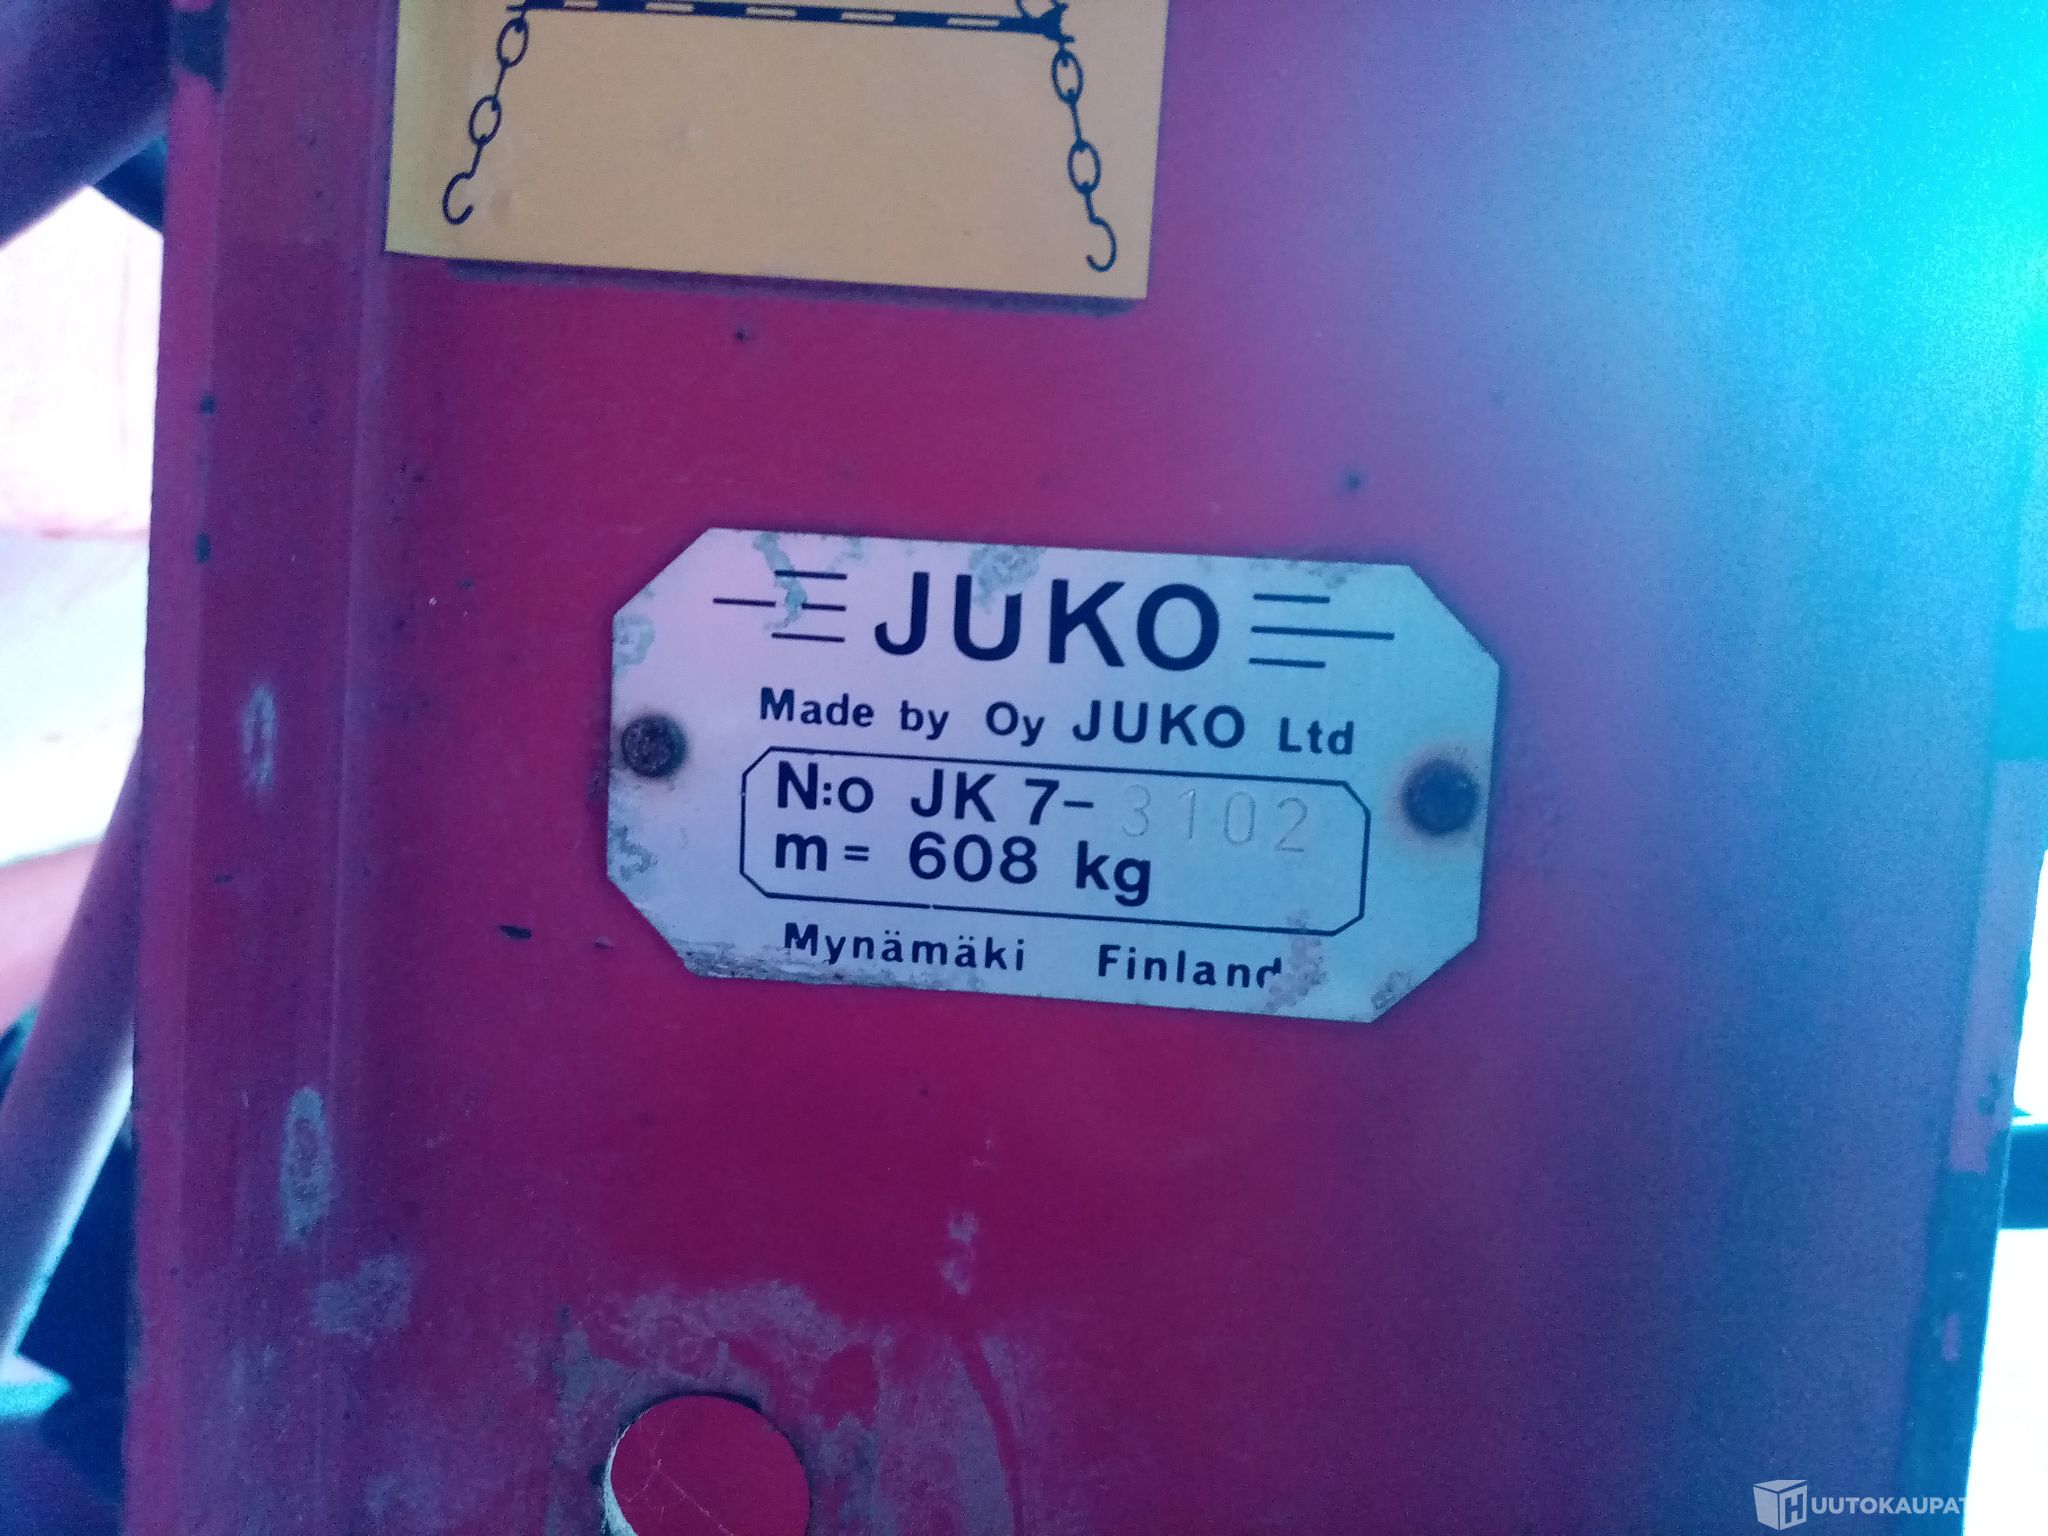 JUKO
Made by Oy JUKO Ltd
N:o JK 7-3102
m= 608 kg
Mynämäki Finland
HUUTOKAUPAT